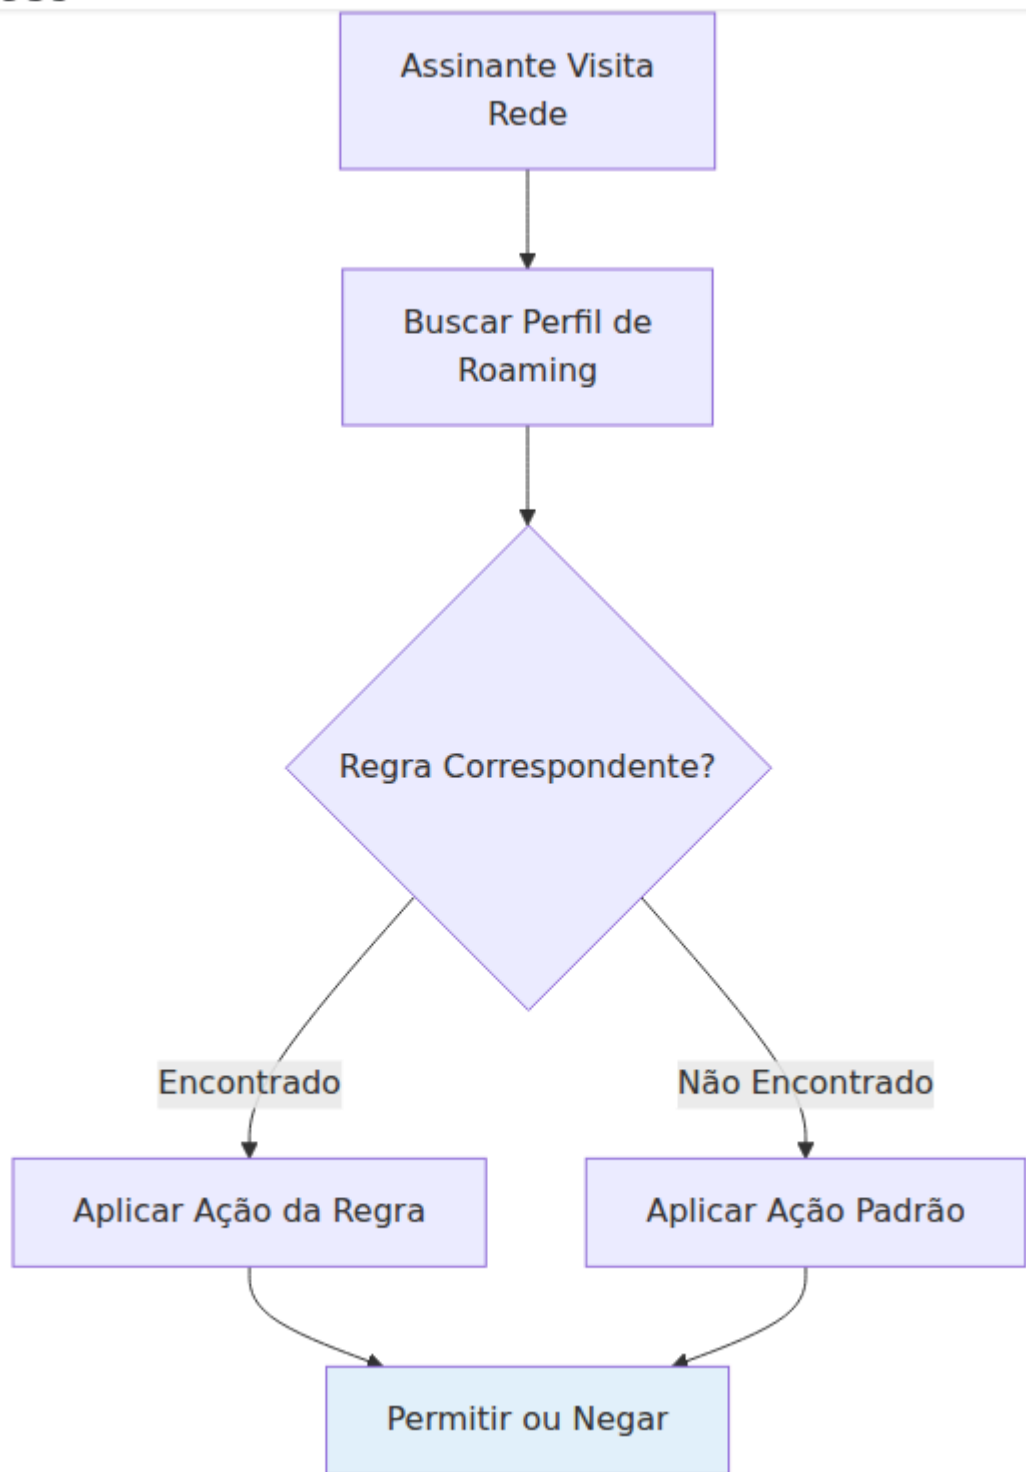 Assinante Visita
Rede
Buscar Perfil de
Roaming
Regra Correspondente?
Encontrado
Não Encontrado
Aplicar Ação da Regra
Aplicar Ação Padrão
Permitir ou Negar